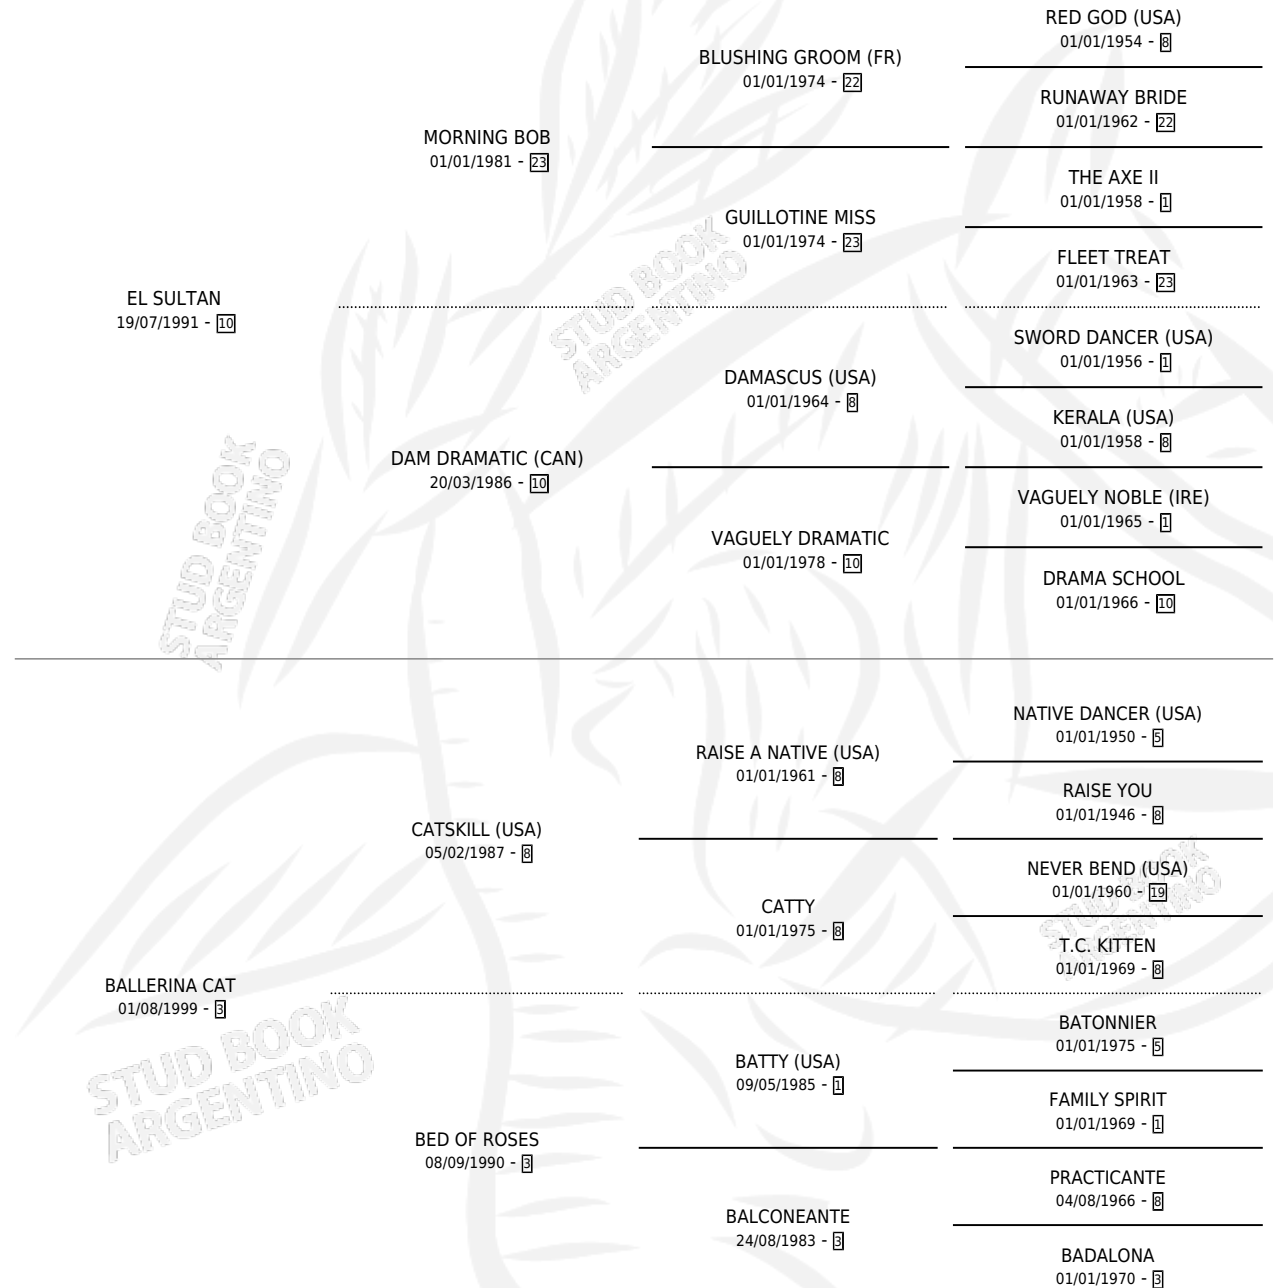 RED GOD (USA)
01/01/1954 - 8
BLUSHING GROOM (FR)
01/01/1974 - 22
RUNAWAY BRIDE
01/01/1962 - 22
MORNING BOB
01/01/1981 - 23
THE AXE II
01/01/1958 - 1
GUILLOTINE MISS
01/01/1974 - 23
FLEET TREAT
01/01/1963 - 23
EL SULTAN
19/07/1991 - 10
STUD BOOK
ARGENTINO
SWORD DANCER (USA)
01/01/1956 - 1
DAMASCUS (USA)
01/01/1964 - 8
KERALA (USA)
01/01/1958 - 8
DAM DRAMATIC (CAN)
20/03/1986 - 10
VAGUELY NOBLE (IRE)
01/01/1965 - 1
VAGUELY DRAMATIC
01/01/1978 - 10
DRAMA SCHOOL
01/01/1966 - 10
STUD BOOK
ARGENTINO
NATIVE DANCER (USA)
01/01/1950 - 5
RAISE A NATIVE (USA)
01/01/1961 - 8
RAISE YOU
01/01/1946 - 8
CATSKILL (USA)
05/02/1987 - 8
NEVER BEND (USA)
01/01/1960 - 19
CATTY
01/01/1975 - 8
STUD BOOK
ARGENTINO
T.C. KITTEN
01/01/1969 - 8
BALLERINA CAT
01/08/1999 - 3
BATONNIER
01/01/1975 - 5
BATTY (USA)
09/05/1985 - 1
STUD BOOK
ARGENTINO
FAMILY SPIRIT
01/01/1969 - 1
BED OF ROSES
08/09/1990 - 3
PRACTICANTE
04/08/1966 - 8
BALCONEANTE
24/08/1983 - 3
BADALONA
01/01/1970 - 3